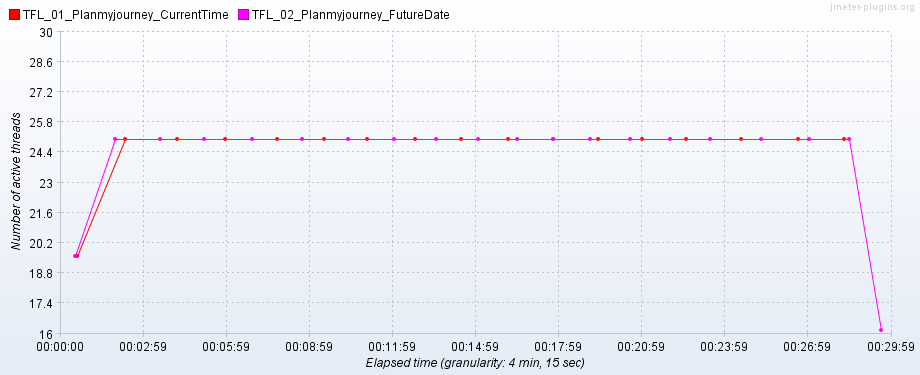 TFL_01_Planmyjourney_CurrentTime TFL_02_Planmyjourney_FutureDate
jmeter-plugins.org
30
28.6
27.2
25.8
24.4
23
21.6
20.2
18.8
17.4
16
Number of active threads
00:00:00 00:02:59 00:05:59 00:08:59 00:11:59 00:14:59 00:17:59 00:20:59 00:23:59 00:26:59 00:29:59
Elapsed time (granularity: 4 min, 15 sec)